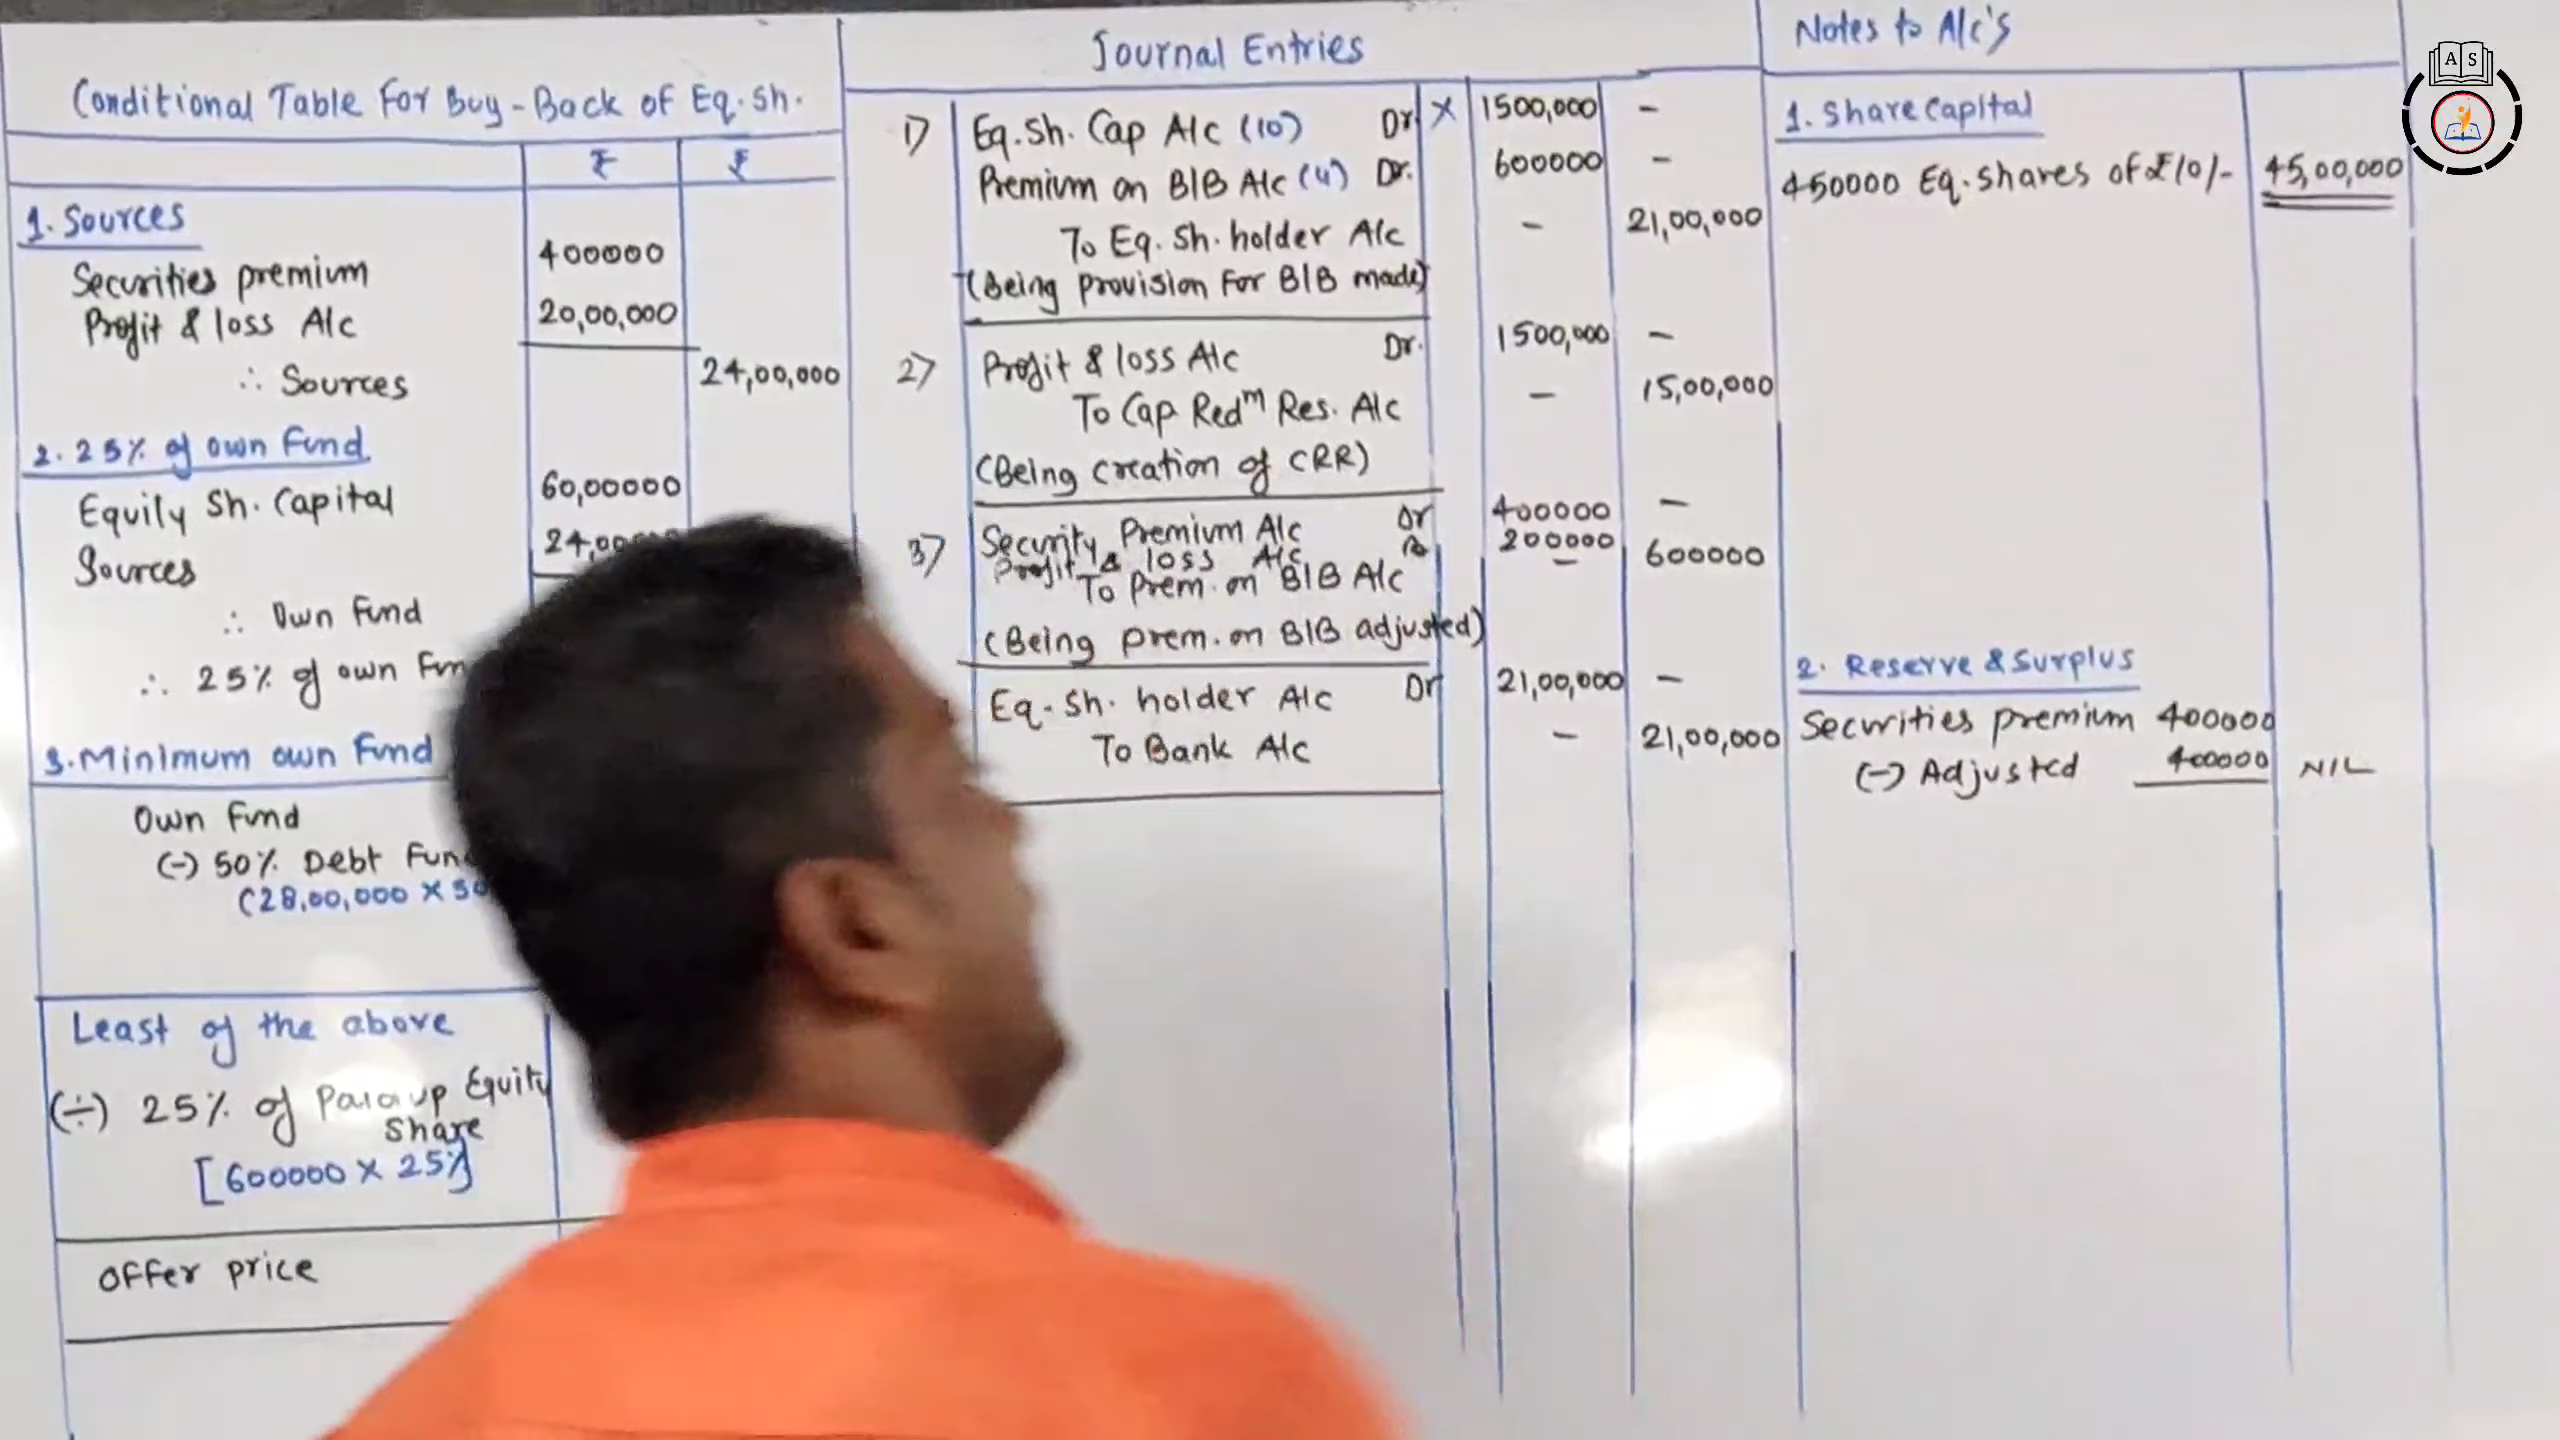 Conditional Table For Buy-Back of Eq.sh.
₹ ₹
1. Sources
Securities premium 400000
Profit & loss A/c 20,00,000
∴ Sources 24,00,000
2. 25% of own Fund
Equity Sh. Capital 60,00000
Sources
∴ Own Fund
∴ 25% of own
3. Minimum own Fund
Own Fund
(-) 50% Debt
(28,00,000 ×
Least of the above
(÷) 25% of Paid up Equity
Share
[600000 × 25%]
Offer price
Journal Entries
1) Eq.Sh. Cap A/c (10) Dr. X 1500,000 -
Premium on B/B A/c (4) Dr. 600000 -
To Eq. Sh. holder A/c - 21,00,000
(Being provision For B/B made)
2) Profit & loss A/c Dr. 1500,000 -
To Cap Redm Res. A/c - 15,00,000
(Being creation of CRR)
3) Security Premium A/c Dr 400000 -
Profit & loss A/c 200000
To Prem. on B/B A/c - 600000
(Being prem. on B/B adjusted)
Eq. Sh. holder A/c Dr 21,00,000 -
To Bank A/c - 21,00,000
Notes to A/c's
1. Share Capital
450000 Eq. shares of ₹10/- 45,00,000
2. Reserve & Surplus
Securities premium 400000
(-) Adjusted 400000 NIL
A S